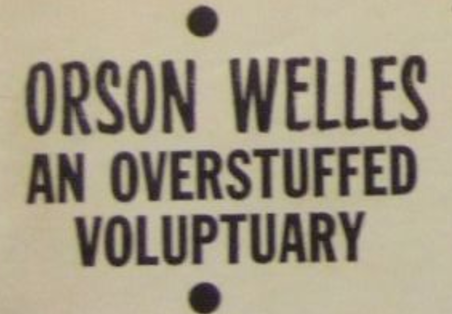 ORSON WELLES
AN OVERSTUFFED
VOLUPTUARY